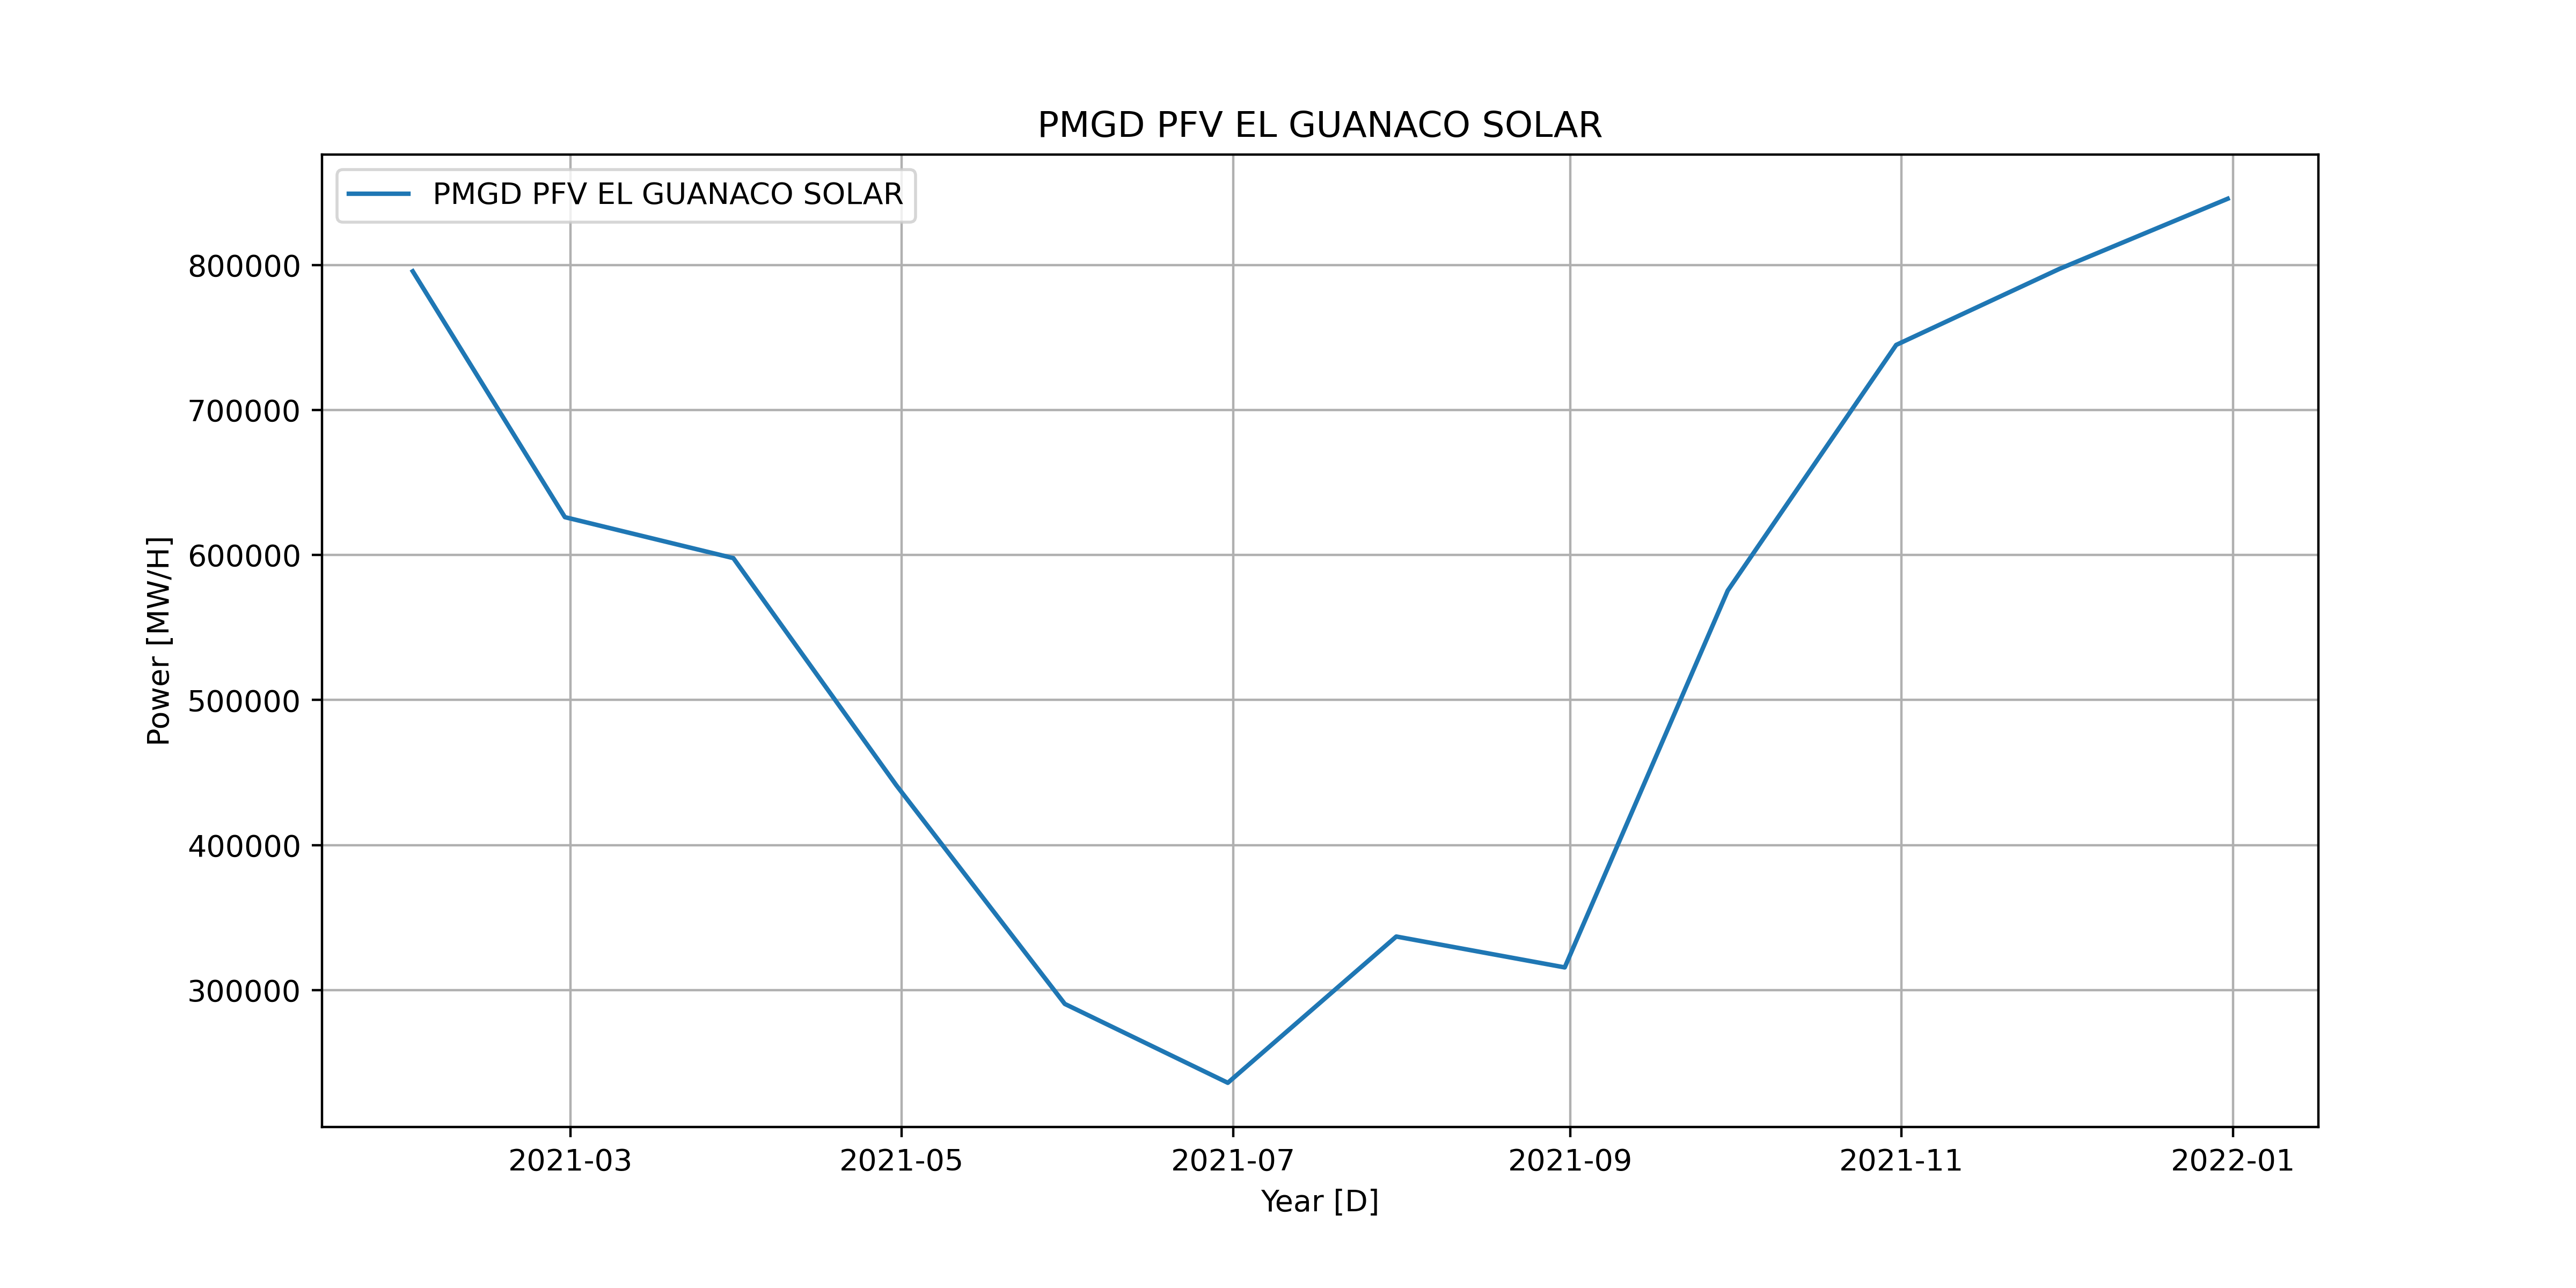 PMGD PFV EL GUANACO SOLAR
PMGD PFV EL GUANACO SOLAR
800000
700000
600000
500000
400000
300000
Power [MW/H]
2021-03 2021-05 2021-07 2021-09 2021-11 2022-01
Year [D]